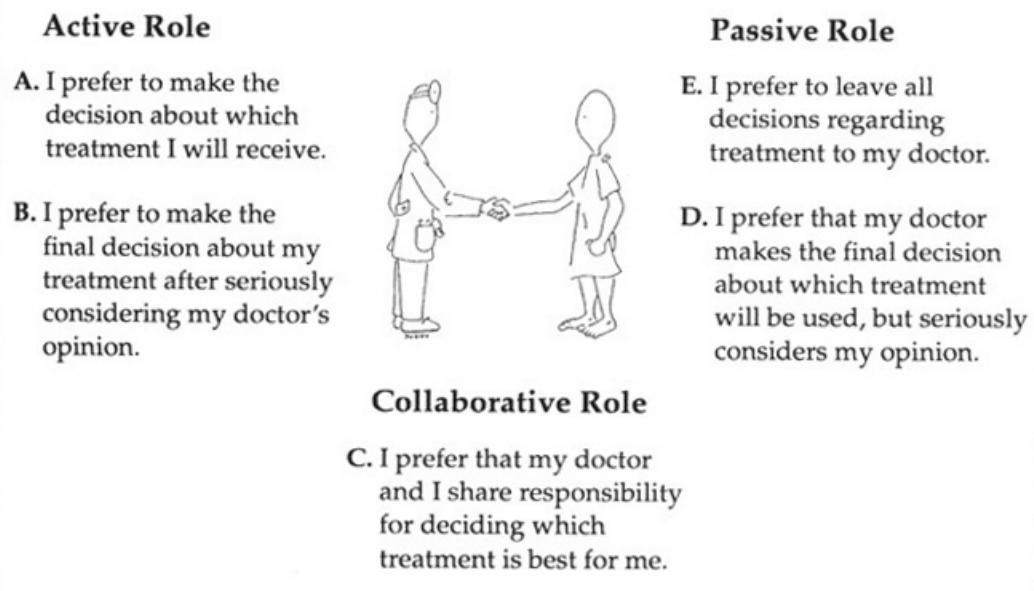 Active Role
A. I prefer to make the
decision about which
treatment I will receive.
B. I prefer to make the
final decision about my
treatment after seriously
considering my doctor's
opinion.
Passive Role
E. I prefer to leave all
decisions regarding
treatment to my doctor.
D. I prefer that my doctor
makes the final decision
about which treatment
will be used, but seriously
considers my opinion.
Collaborative Role
C. I prefer that my doctor
and I share responsibility
for deciding which
treatment is best for me.